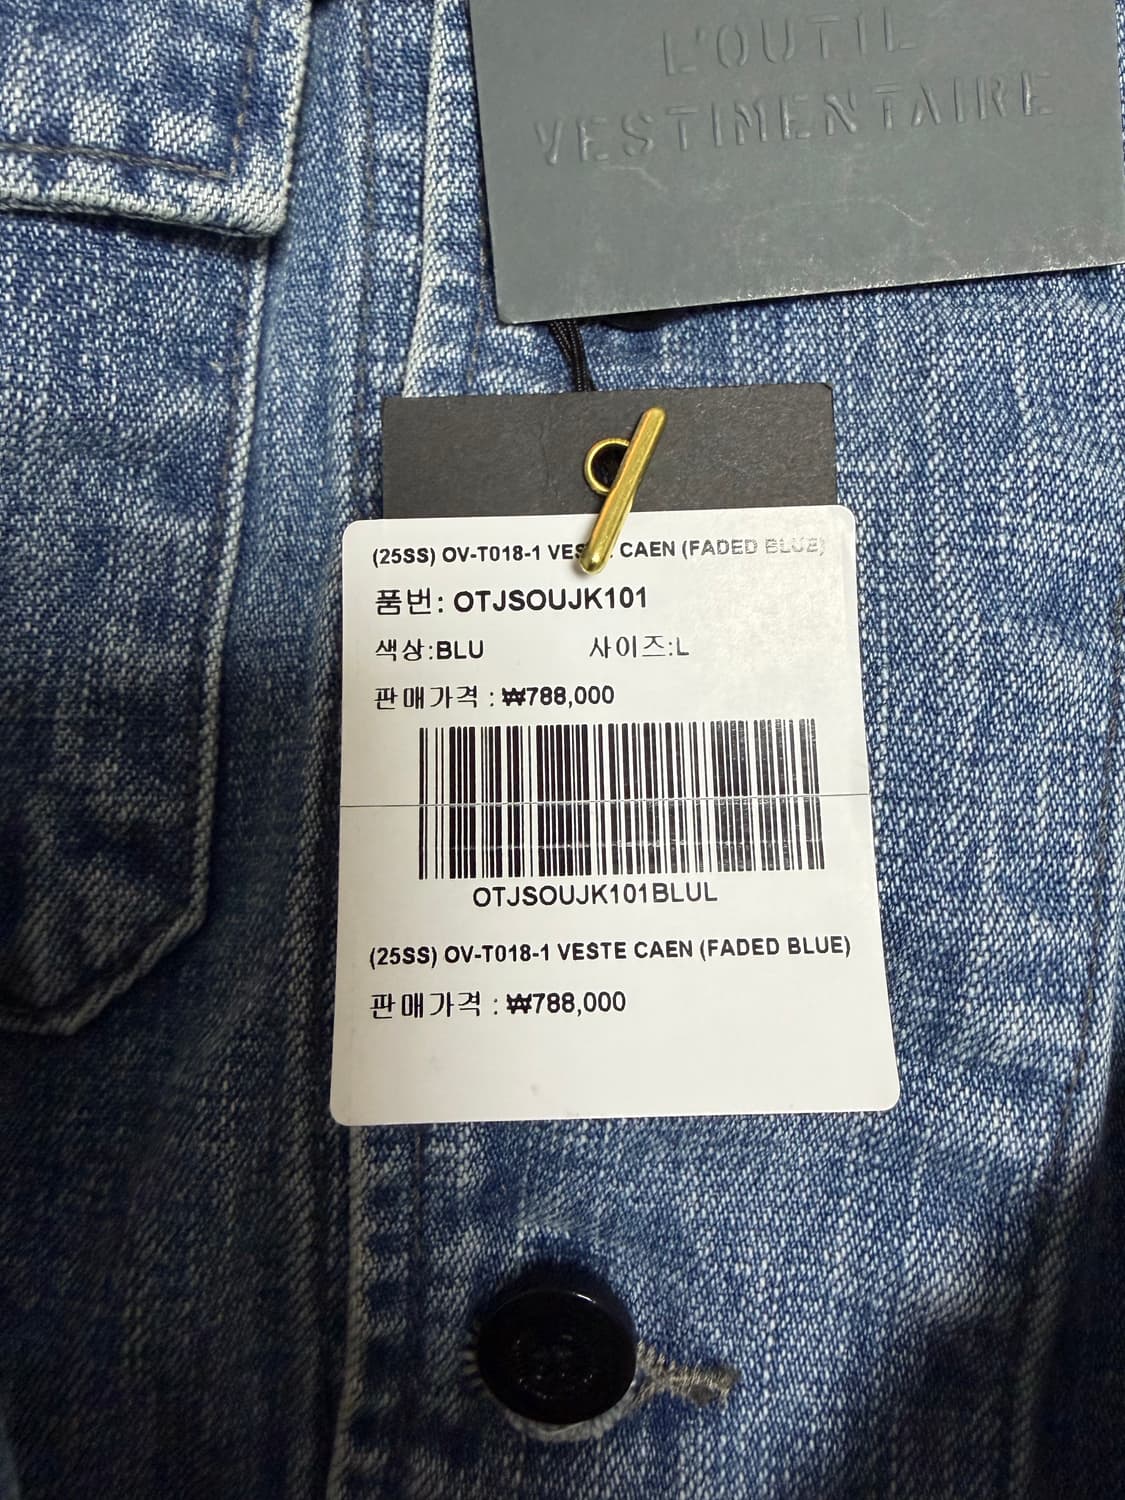 L'OUTIL
VESTIMENTAIRE
(25SS) OV-T018-1 VESTE CAEN (FADED BLUE)
품번: OTJSOUJK101
색상:BLU 사이즈:L
판매가격 : ₩788,000
OTJSOUJK101BLUL
(25SS) OV-T018-1 VESTE CAEN (FADED BLUE)
판매가격 : ₩788,000